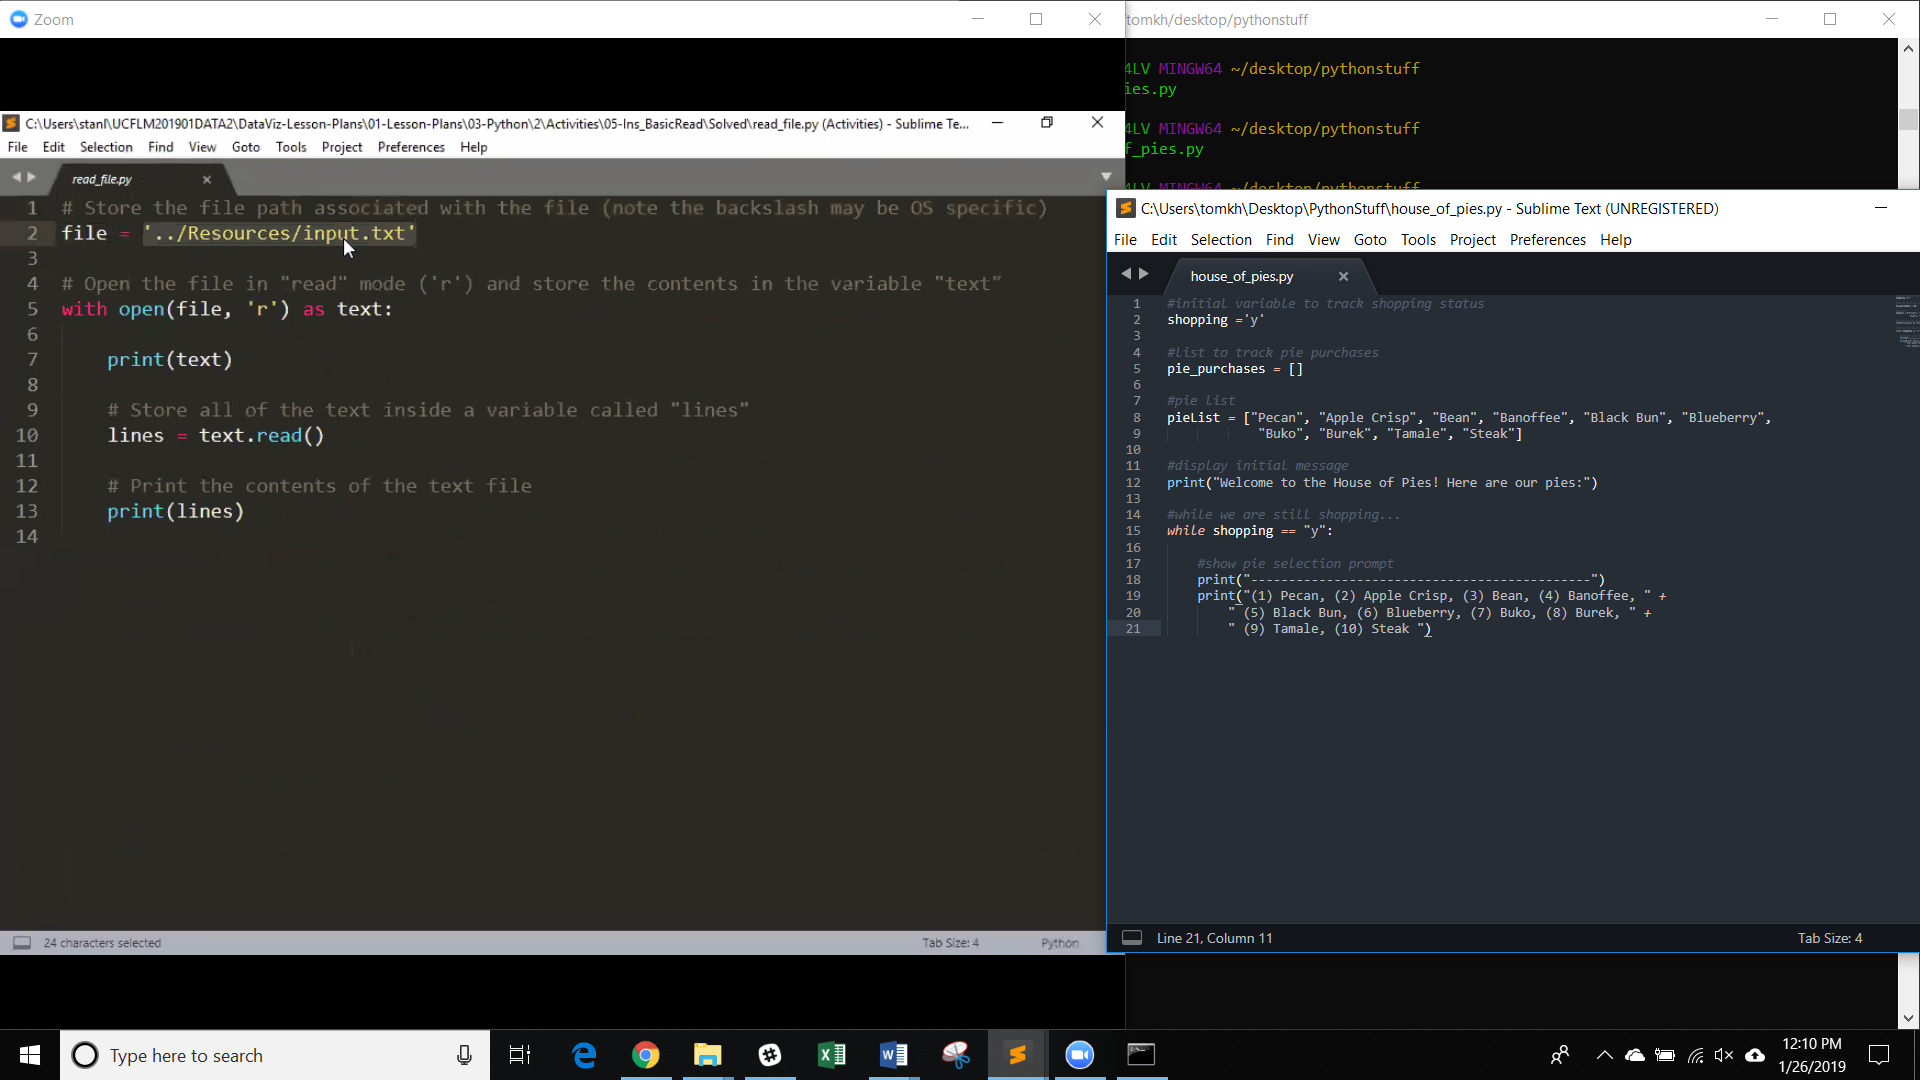 Zoom
tomkh/desktop/pythonstuff
4LV MINGW64 ~/desktop/pythonstuff
ies.py
4LV MINGW64 ~/desktop/pythonstuff
f_pies.py
4LV MINGW64 ~/desktop/pythonstuff
C:\Users\stanl\UCFLM201901DATA2\DataViz-Lesson-Plans\01-Lesson-Plans\03-Python\2\Activities\05-Ins_BasicRead\Solved\read_file.py (Activities) - Sublime Te...
File Edit Selection Find View Goto Tools Project Preferences Help
read_file.py
1 # Store the file path associated with the file (note the backslash may be OS specific)
2 file = '../Resources/input.txt'
3
4 # Open the file in "read" mode ('r') and store the contents in the variable "text"
5 with open(file, 'r') as text:
6
7 print(text)
8
9 # Store all of the text inside a variable called "lines"
10 lines = text.read()
11
12 # Print the contents of the text file
13 print(lines)
14
24 characters selected Tab Size: 4 Python
C:\Users\tomkh\Desktop\PythonStuff\house_of_pies.py - Sublime Text (UNREGISTERED)
File Edit Selection Find View Goto Tools Project Preferences Help
house_of_pies.py
1 #initial variable to track shopping status
2 shopping ='y'
3
4 #list to track pie purchases
5 pie_purchases = []
6
7 #pie list
8 pieList = ["Pecan", "Apple Crisp", "Bean", "Banoffee", "Black Bun", "Blueberry",
9 "Buko", "Burek", "Tamale", "Steak"]
10
11 #display initial message
12 print("Welcome to the House of Pies! Here are our pies:")
13
14 #while we are still shopping...
15 while shopping == "y":
16
17 #show pie selection prompt
18 print("---------------------------------------------")
19 print("(1) Pecan, (2) Apple Crisp, (3) Bean, (4) Banoffee, " +
20 " (5) Black Bun, (6) Blueberry, (7) Buko, (8) Burek, " +
21 " (9) Tamale, (10) Steak ")
Line 21, Column 11 Tab Size: 4
Type here to search
12:10 PM
1/26/2019